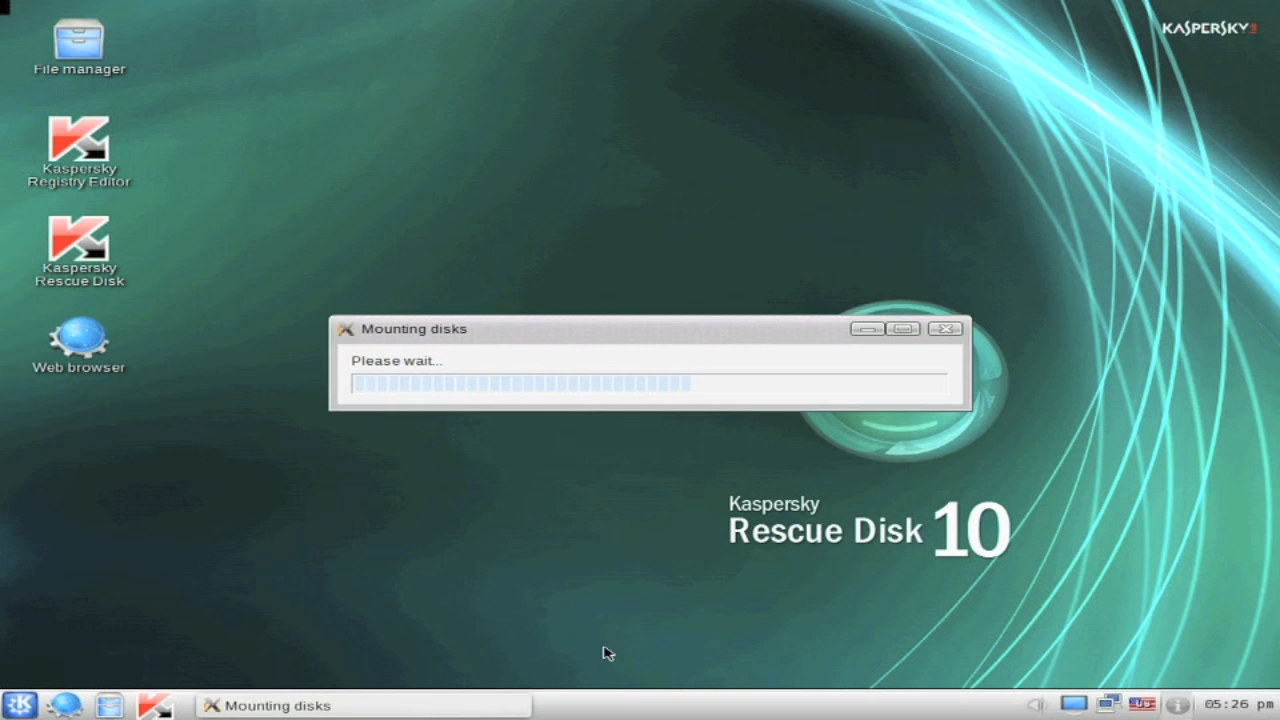 File manager
KASPERSKY
Kaspersky
Registry Editor
Kaspersky
Rescue Disk
Web browser
Mounting disks
Please wait...
Kaspersky
Rescue Disk 10
Mounting disks
US
05:26 pm